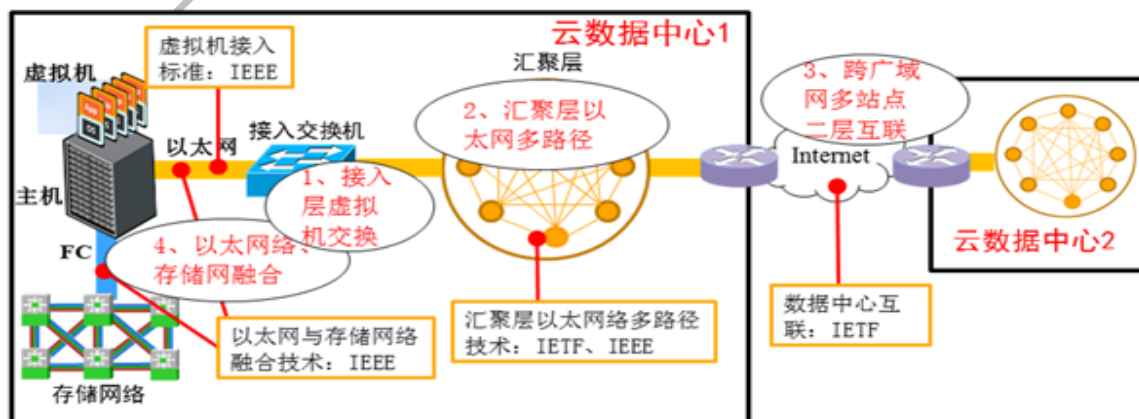 云数据中心1
虚拟机接入
标准：IEEE
虚拟机
App
OS
汇聚层
2、汇聚层以
太网多路径
3、跨广域
网多站点
二层互联
以太网
接入交换机
Internet
主机
1、接入
层虚拟
机交换
FC
4、以太网络、
存储网融合
云数据中心2
以太网与存储网络
融合技术：IEEE
汇聚层以太网络多路径
技术：IETF、IEEE
数据中心互
联：IETF
存储网络